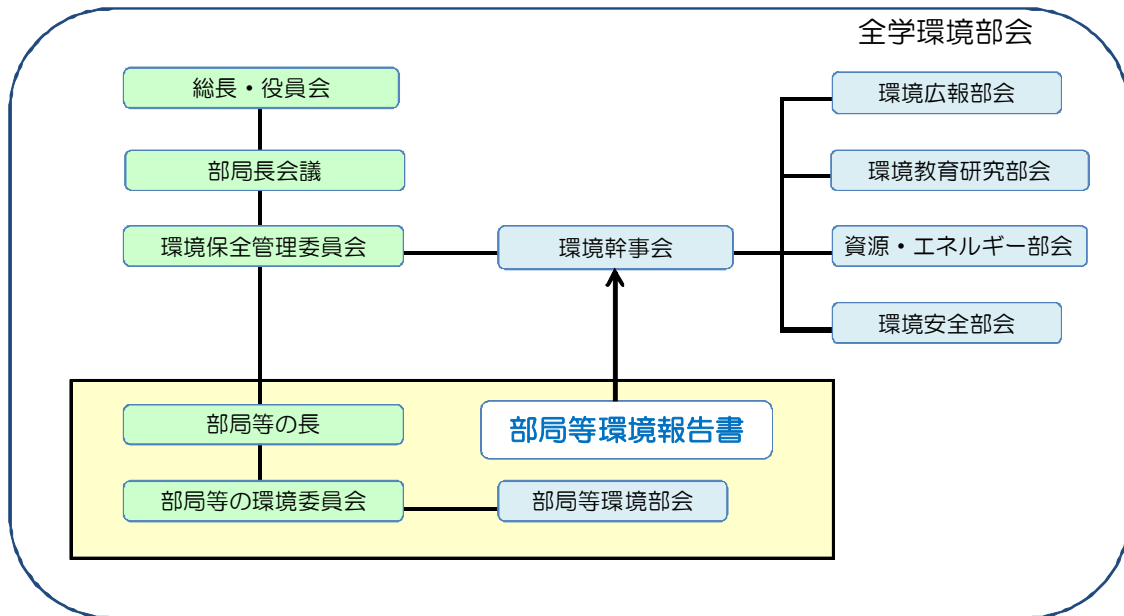 全学環境部会
総長・役員会
環境広報部会
部局長会議
環境教育研究部会
環境保全管理委員会
環境幹事会
資源・エネルギー部会
環境安全部会
部局等の長
部局等環境報告書
部局等の環境委員会
部局等環境部会